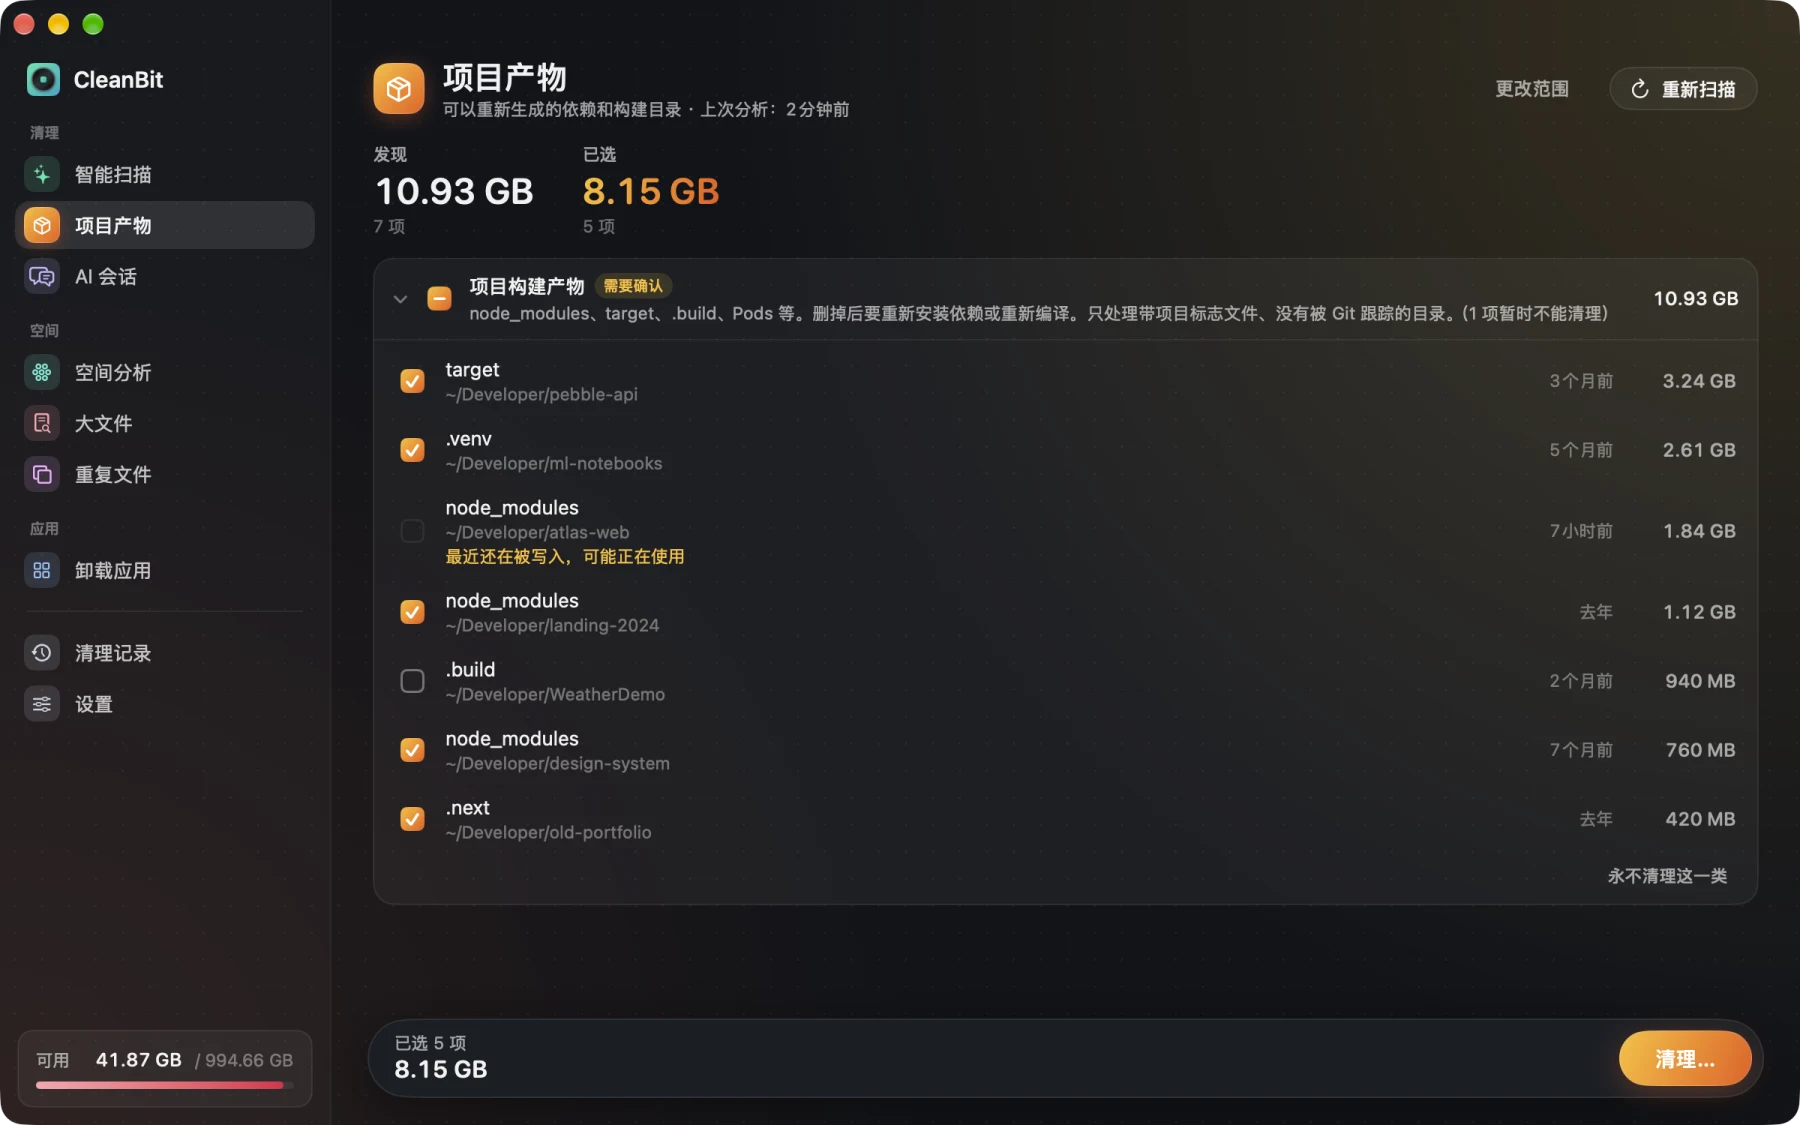 CleanBit
清理
智能扫描
项目产物
AI 会话
空间
空间分析
大文件
重复文件
应用
卸载应用
清理记录
设置
可用 41.87 GB / 994.66 GB
项目产物
可以重新生成的依赖和构建目录 · 上次分析：2 分钟前
更改范围
重新扫描
发现
10.93 GB
7 项
已选
8.15 GB
5 项
项目构建产物 需要确认
node_modules、target、.build、Pods 等。删掉后要重新安装依赖或重新编译。只处理带项目标志文件、没有被 Git 跟踪的目录。(1 项暂时不能清理)
10.93 GB
target
~/Developer/pebble-api
3 个月前 3.24 GB
.venv
~/Developer/ml-notebooks
5 个月前 2.61 GB
node_modules
~/Developer/atlas-web
最近还在被写入，可能正在使用
7 小时前 1.84 GB
node_modules
~/Developer/landing-2024
去年 1.12 GB
.build
~/Developer/WeatherDemo
2 个月前 940 MB
node_modules
~/Developer/design-system
7 个月前 760 MB
.next
~/Developer/old-portfolio
去年 420 MB
永不清理这一类
已选 5 项
8.15 GB
清理...